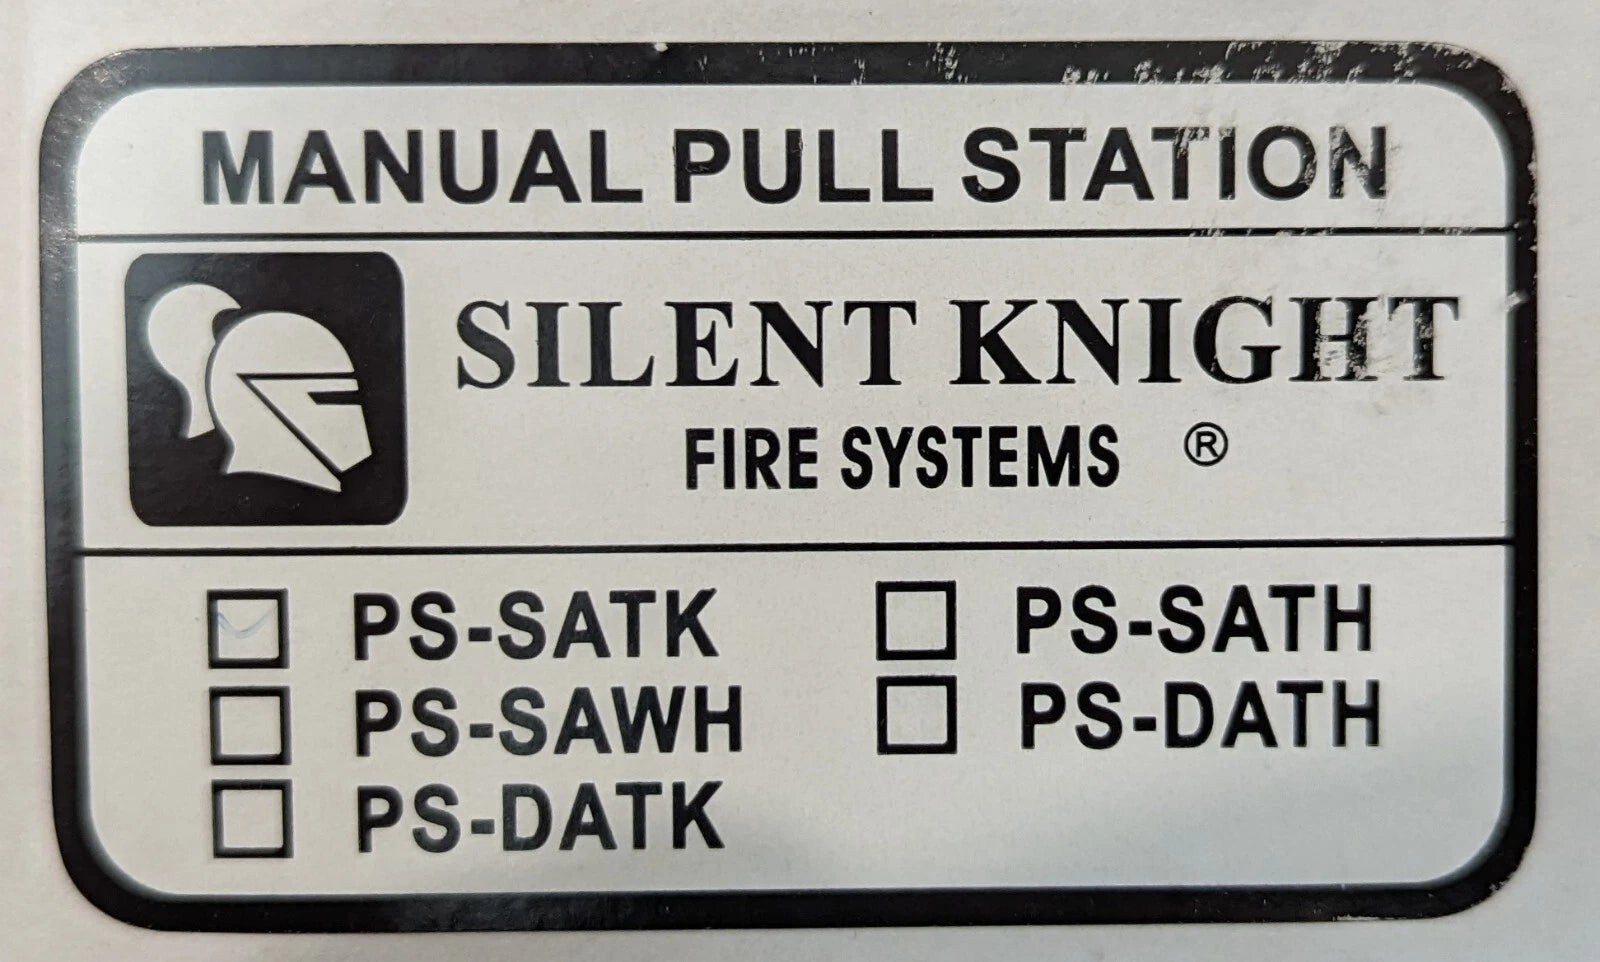 MANUAL PULL STATION
SILENT KNIGHT
FIRE SYSTEMS ®
PS-SATK
PS-SATH
PS-SAWH
PS-DATH
PS-DATK